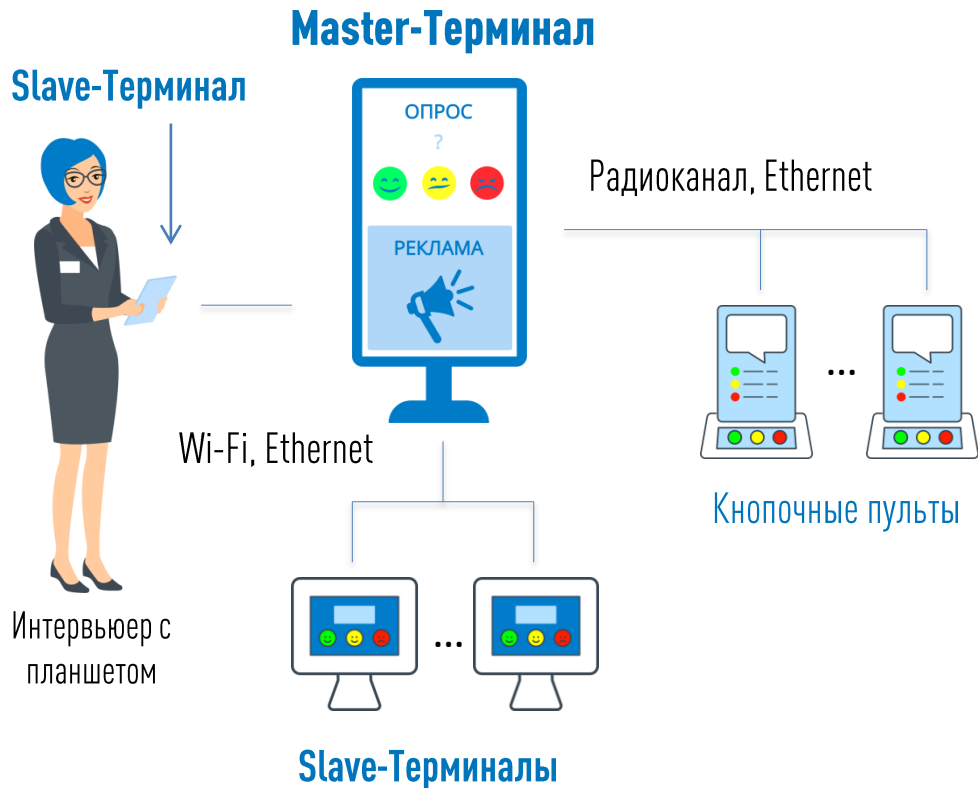 Master-Терминал
Slave-Терминал
ОПРОС
?
РЕКЛАМА
Радиоканал, Ethernet
Wi-Fi, Ethernet
...
Кнопочные пульты
Интервьюер с
планшетом
...
Slave-Терминалы